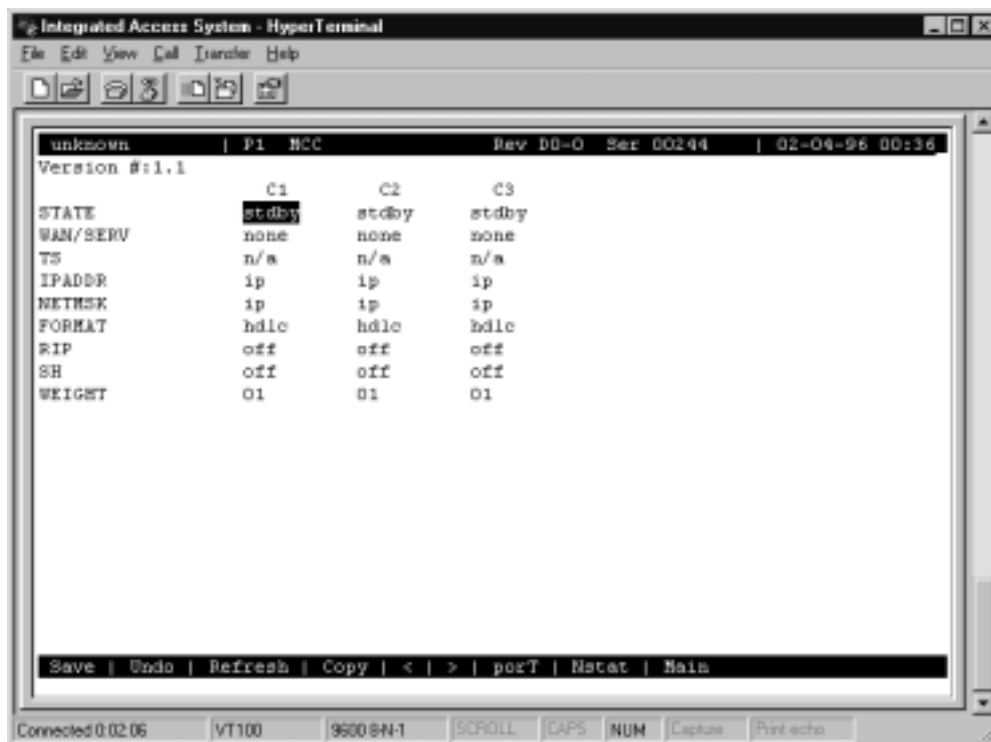 Integrated Access System - HyperTerminal
File Edit View Call Transfer Help
unknown | P1 MCC Rev D0-0 Ser 00244 | 02-04-96 00:36
Version #:1.1
C1 C2 C3
STATE stdby stdby stdby
WAN/SERV none none none
TS n/a n/a n/a
IPADDR ip ip ip
NETMSK ip ip ip
FORMAT hdlc hdlc hdlc
RIP off off off
SH off off off
WEIGHT 01 01 01
Save | Undo | Refresh | Copy | < | > | porT | Nstat | Main
Connected 0:02:06 VT100 9600 8-N-1 SCROLL CAPS NUM Capture Print echo